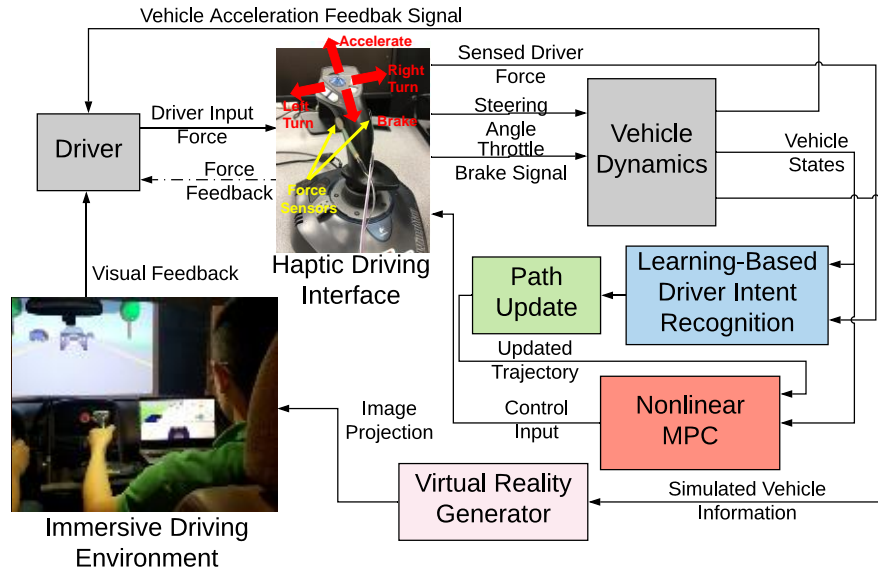 Vehicle Acceleration Feedbak Signal
Accelerate
Right
Turn
Left
Turn
Brake
Force
Sensors
Haptic Driving
Interface
Driver
Driver Input
Force
Force
Feedback
Visual Feedback
Sensed Driver
Force
Steering
Angle
Throttle
Brake Signal
Vehicle
Dynamics
Vehicle
States
Path
Update
Learning-Based
Driver Intent
Recognition
Updated
Trajectory
Control
Input
Nonlinear
MPC
Image
Projection
Virtual Reality
Generator
Simulated Vehicle
Information
Immersive Driving
Environment